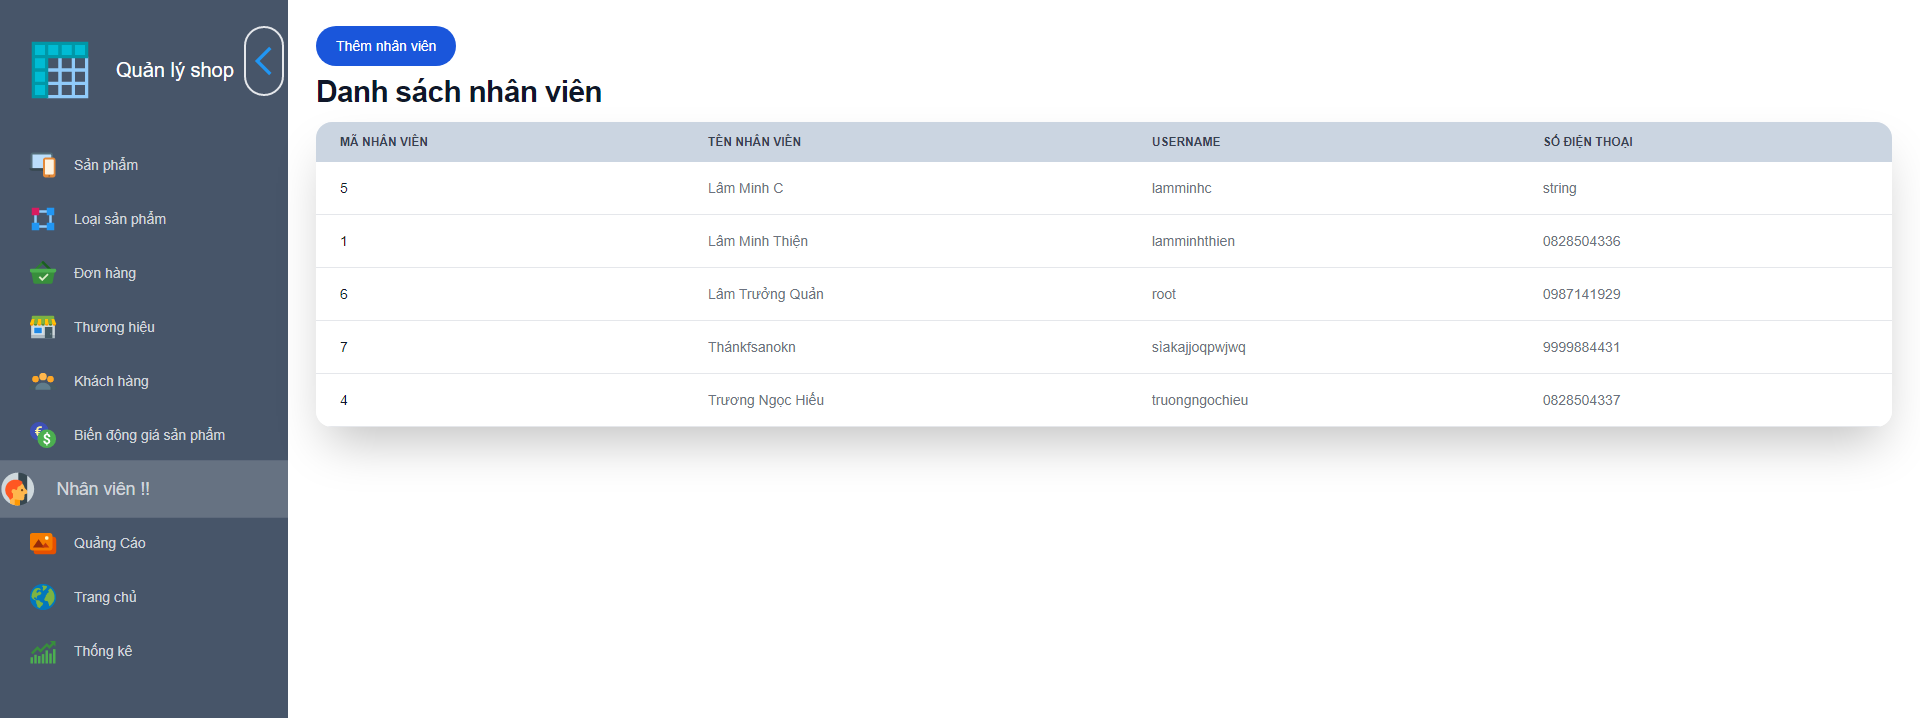 Quản lý shop
Sản phẩm
Loại sản phẩm
Đơn hàng
Thương hiệu
Khách hàng
Biến động giá sản phẩm
Nhân viên !!
Quảng Cáo
Trang chủ
Thống kê
Thêm nhân viên
Danh sách nhân viên
MÃ NHÂN VIÊN TÊN NHÂN VIÊN USERNAME SỐ ĐIỆN THOẠI
5 Lâm Minh C lamminhc string
1 Lâm Minh Thiện lamminhthien 0828504336
6 Lâm Trưởng Quản root 0987141929
7 Thánkfsanokn siakajjoqpwjwq 9999884431
4 Trương Ngọc Hiếu truongngochieu 0828504337